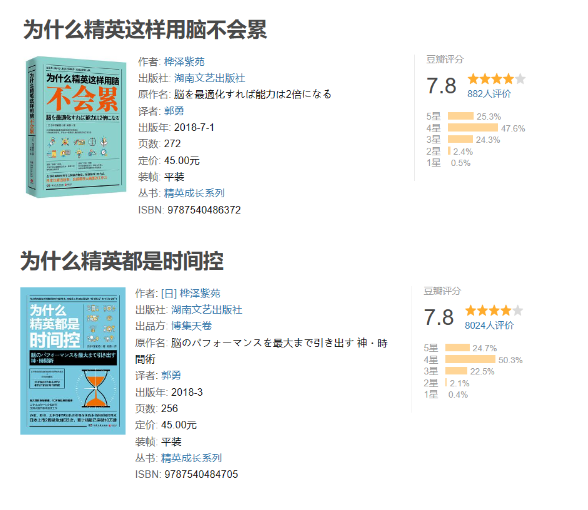 为什么精英这样用脑不会累
为什么精英这样用脑
不会累
脳を最適化すれば能力は2倍になる
作者: 桦泽紫苑
出版社: 湖南文艺出版社
原作名: 脳を最適化すれば能力は2倍になる
译者: 郭勇
出版年: 2018-7-1
页数: 272
定价: 45.00元
装帧: 平装
丛书: 精英成长系列
ISBN: 9787540486372
豆瓣评分
7.8
882人评价
5星 25.3%
4星 47.6%
3星 24.3%
2星 2.4%
1星 0.5%
为什么精英都是时间控
为什么
精英都是
时间控
脳のパフォーマンスを最大まで引き出す
神・時間術
作者: [日] 桦泽紫苑
出版社: 湖南文艺出版社
出品方: 博集天卷
原作名: 脳のパフォーマンスを最大まで引き出す 神・時
間術
译者: 郭勇
出版年: 2018-3
页数: 256
定价: 45.00元
装帧: 平装
丛书: 精英成长系列
ISBN: 9787540484705
豆瓣评分
7.8
8024人评价
5星 24.7%
4星 50.3%
3星 22.5%
2星 2.1%
1星 0.4%